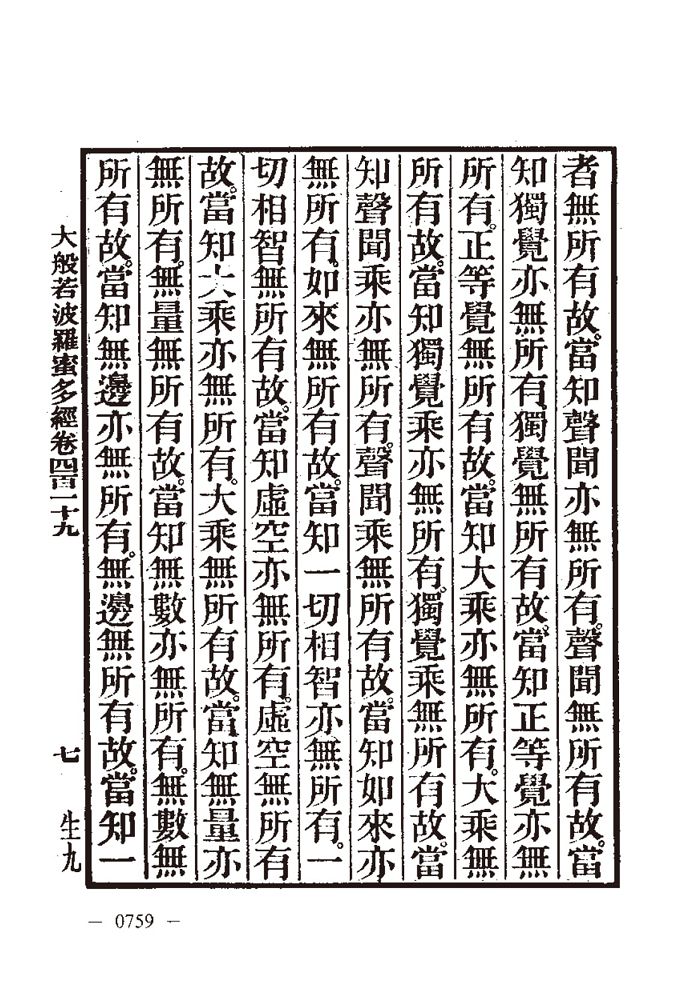 者無所有故。當知聲聞亦無所有。聲聞無所有故。當
知獨覺亦無所有。獨覺無所有故。當知正等覺亦無
所有。正等覺無所有故。當知大乘亦無所有。大乘無
所有故。當知獨覺乘亦無所有。獨覺乘無所有故。當
知聲聞乘亦無所有。聲聞乘無所有故。當知如來亦
無所有。如來無所有故。當知一切相智亦無所有。一
切相智無所有故。當知虛空亦無所有。虛空無所有
故。當知大乘亦無所有。大乘無所有故。當知無量亦
無所有。無量無所有故。當知無數亦無所有。無數無
所有故。當知無邊亦無所有。無邊無所有故。當知一
大般若波羅蜜多經卷四百一十九 七 生九
— 0759 —